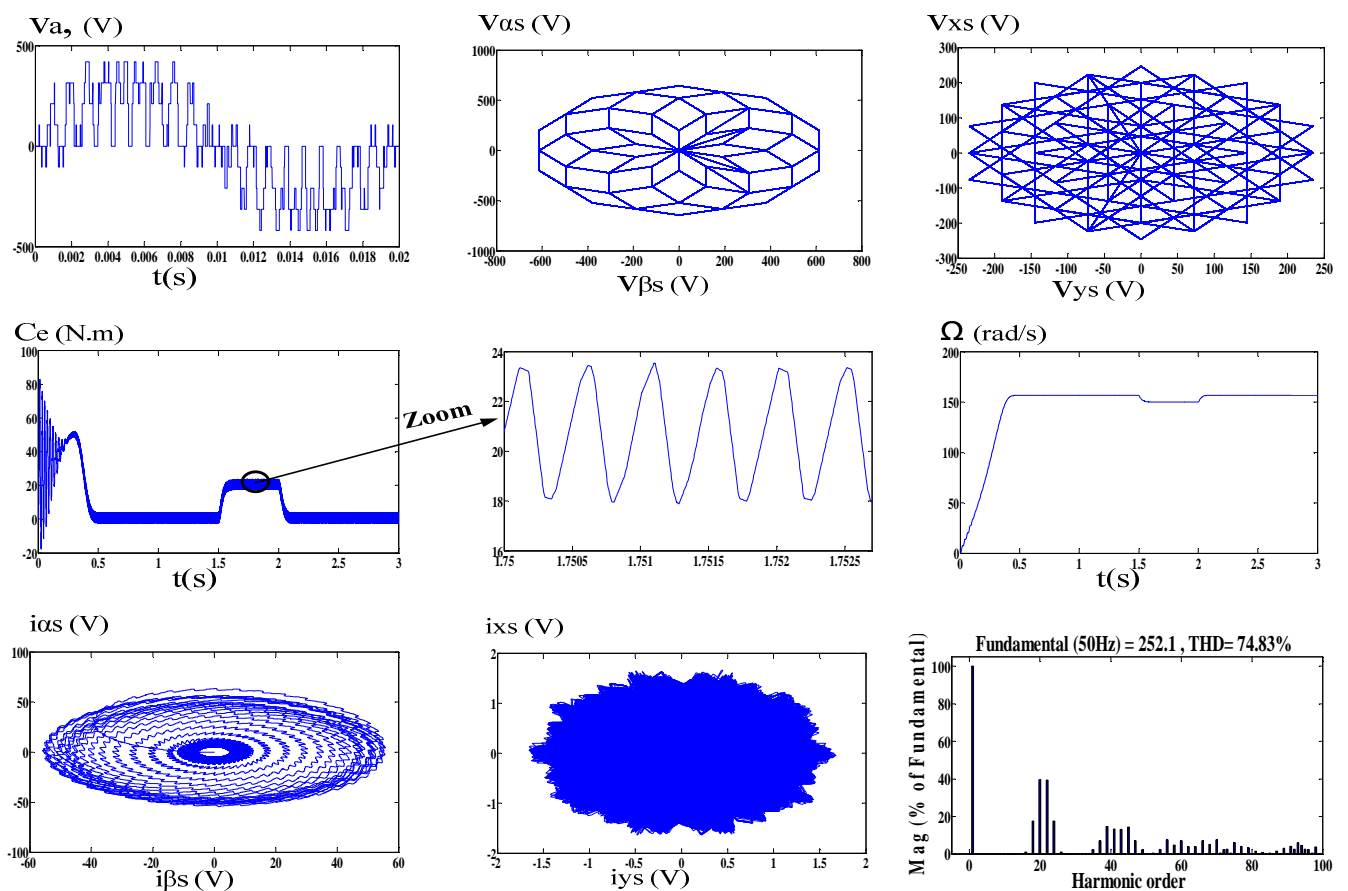 Va, (V)
500
0
-500
0 0.002 0.004 0.006 0.008 0.01 0.012 0.014 0.016 0.018 0.02
t(s)
Vαs (V)
1000
500
0
-500
-1000
-800 -600 -400 -200 0 200 400 600 800
Vβs (V)
Vxs (V)
300
200
100
0
-100
-200
-300
-250 -200 -150 -100 -50 0 50 100 150 200 250
Vys (V)
Ce (N.m)
100
80
60
40
20
0
-20
0 0.5 1 1.5 2 2.5 3
t(s)
Zoom
24
22
20
18
16
1.75 1.7505 1.751 1.7515 1.752 1.7525
Ω (rad/s)
200
150
100
50
0
0 0.5 1 1.5 2 2.5 3
t(s)
iαs (V)
100
50
0
-50
-100
-60 -40 -20 0 20 40 60
iβs (V)
ixs (V)
2
1
0
-1
-2
-2 -1.5 -1 -0.5 0 0.5 1 1.5 2
iys (V)
Fundamental (50Hz) = 252.1 , THD= 74.83%
Mag (% of Fundamental)
100
80
60
40
20
0
0 20 40 60 80 100
Harmonic order